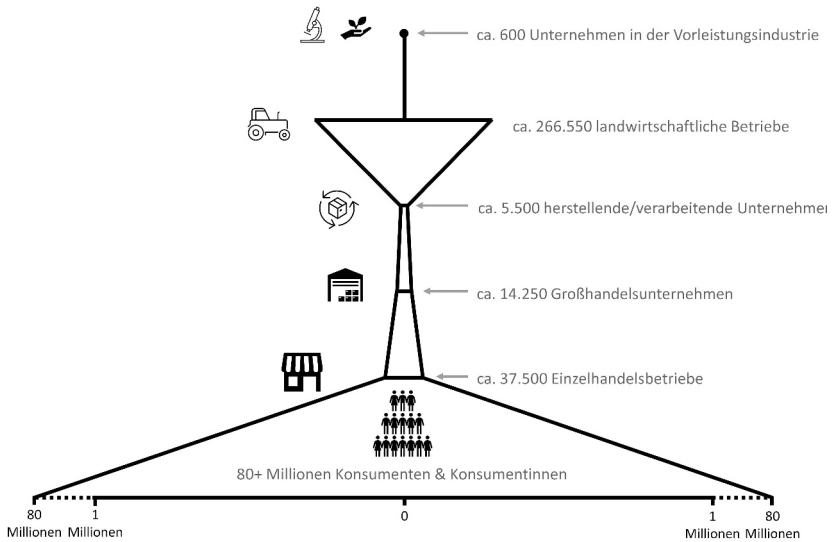 ca. 600 Unternehmen in der Vorleistungsindustrie
ca. 266.550 landwirtschaftliche Betriebe
ca. 5.500 herstellende/verarbeitende Unternehmen
ca. 14.250 Großhandelsunternehmen
ca. 37.500 Einzelhandelsbetriebe
80+ Millionen Konsumenten & Konsumentinnen
80 1 0 1 80
Millionen Millionen Millionen Millionen